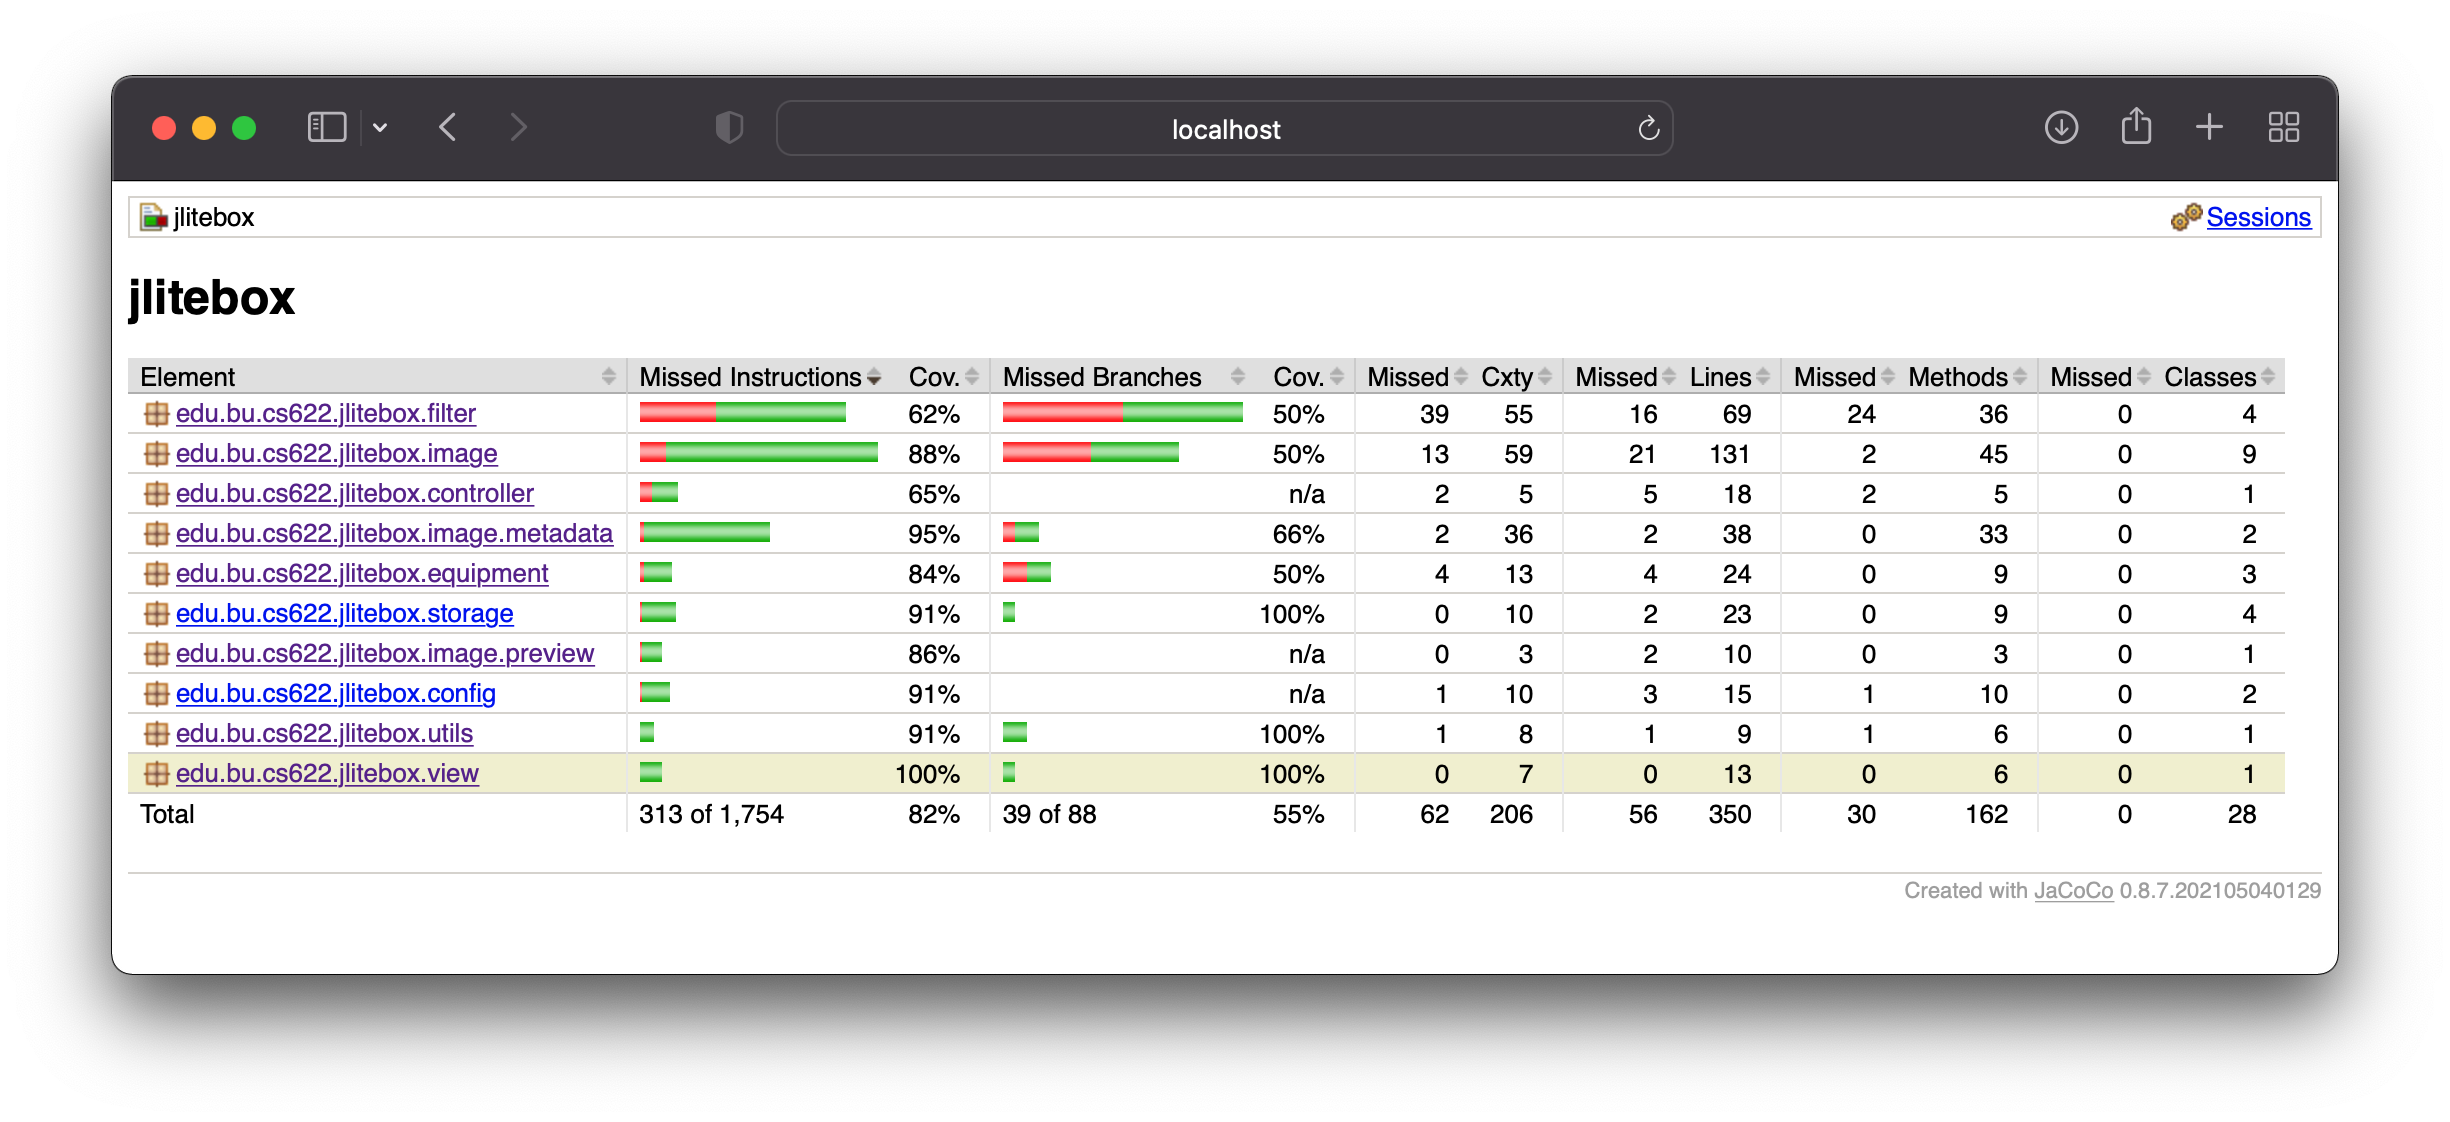 localhost
jlitebox Sessions
jlitebox
Element Missed Instructions Cov. Missed Branches Cov. Missed Cxty Missed Lines Missed Methods Missed Classes
edu.bu.cs622.jlitebox.filter 62% 50% 39 55 16 69 24 36 0 4
edu.bu.cs622.jlitebox.image 88% 50% 13 59 21 131 2 45 0 9
edu.bu.cs622.jlitebox.controller 65% n/a 2 5 5 18 2 5 0 1
edu.bu.cs622.jlitebox.image.metadata 95% 66% 2 36 2 38 0 33 0 2
edu.bu.cs622.jlitebox.equipment 84% 50% 4 13 4 24 0 9 0 3
edu.bu.cs622.jlitebox.storage 91% 100% 0 10 2 23 0 9 0 4
edu.bu.cs622.jlitebox.image.preview 86% n/a 0 3 2 10 0 3 0 1
edu.bu.cs622.jlitebox.config 91% n/a 1 10 3 15 1 10 0 2
edu.bu.cs622.jlitebox.utils 91% 100% 1 8 1 9 1 6 0 1
edu.bu.cs622.jlitebox.view 100% 100% 0 7 0 13 0 6 0 1
Total 313 of 1,754 82% 39 of 88 55% 62 206 56 350 30 162 0 28
Created with JaCoCo 0.8.7.202105040129